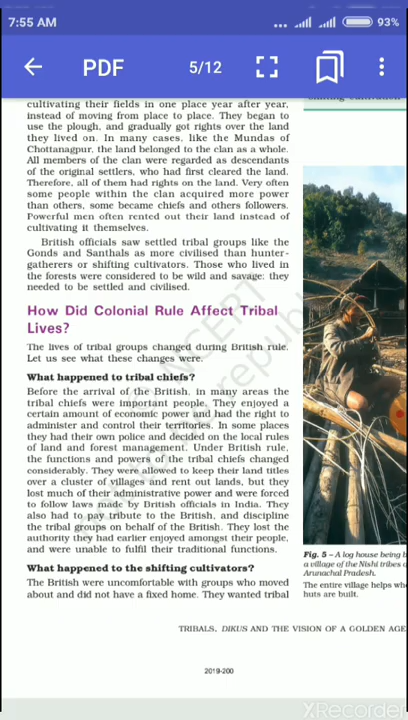 7:55 AM
93%
PDF
5/12
cultivating their fields in one place year after year,
instead of moving from place to place. They began to
use the plough, and gradually got rights over the land
they lived on. In many cases, like the Mundas of
Chottanagpur, the land belonged to the clan as a whole.
All members of the clan were regarded as descendants
of the original settlers, who had first cleared the land.
Therefore, all of them had rights on the land. Very often
some people within the clan acquired more power
than others, some became chiefs and others followers.
Powerful men often rented out their land instead of
cultivating it themselves.
British officials saw settled tribal groups like the
Gonds and Santhals as more civilised than hunter-
gatherers or shifting cultivators. Those who lived in
the forests were considered to be wild and savage: they
needed to be settled and civilised.
How Did Colonial Rule Affect Tribal
Lives?
The lives of tribal groups changed during British rule.
Let us see what these changes were.
What happened to tribal chiefs?
Before the arrival of the British, in many areas the
tribal chiefs were important people. They enjoyed a
certain amount of economic power and had the right to
administer and control their territories. In some places
they had their own police and decided on the local rules
of land and forest management. Under British rule,
the functions and powers of the tribal chiefs changed
considerably. They were allowed to keep their land titles
over a cluster of villages and rent out lands, but they
lost much of their administrative power and were forced
to follow laws made by British officials in India. They
also had to pay tribute to the British, and discipline
the tribal groups on behalf of the British. They lost the
authority they had earlier enjoyed amongst their people,
and were unable to fulfil their traditional functions.
What happened to the shifting cultivators?
The British were uncomfortable with groups who moved
about and did not have a fixed home. They wanted tribal
Fig. 5 – A log house being b
a village of the Nishi tribes o
Arunachal Pradesh.
The entire village helps whe
huts are built.
TRIBALS, DIKUS AND THE VISION OF A GOLDEN AGE
2019-200
XRecorder